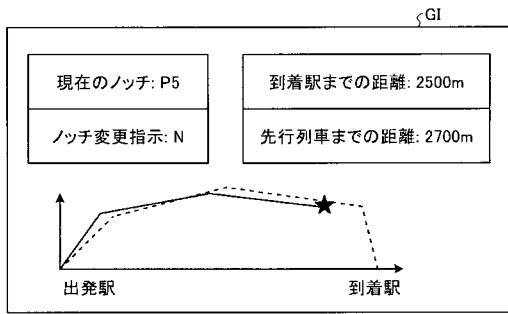 GI
現在のノッチ: P5
ノッチ変更指示: N
到着駅までの距離: 2500m
先行列車までの距離: 2700m
出発駅
到着駅